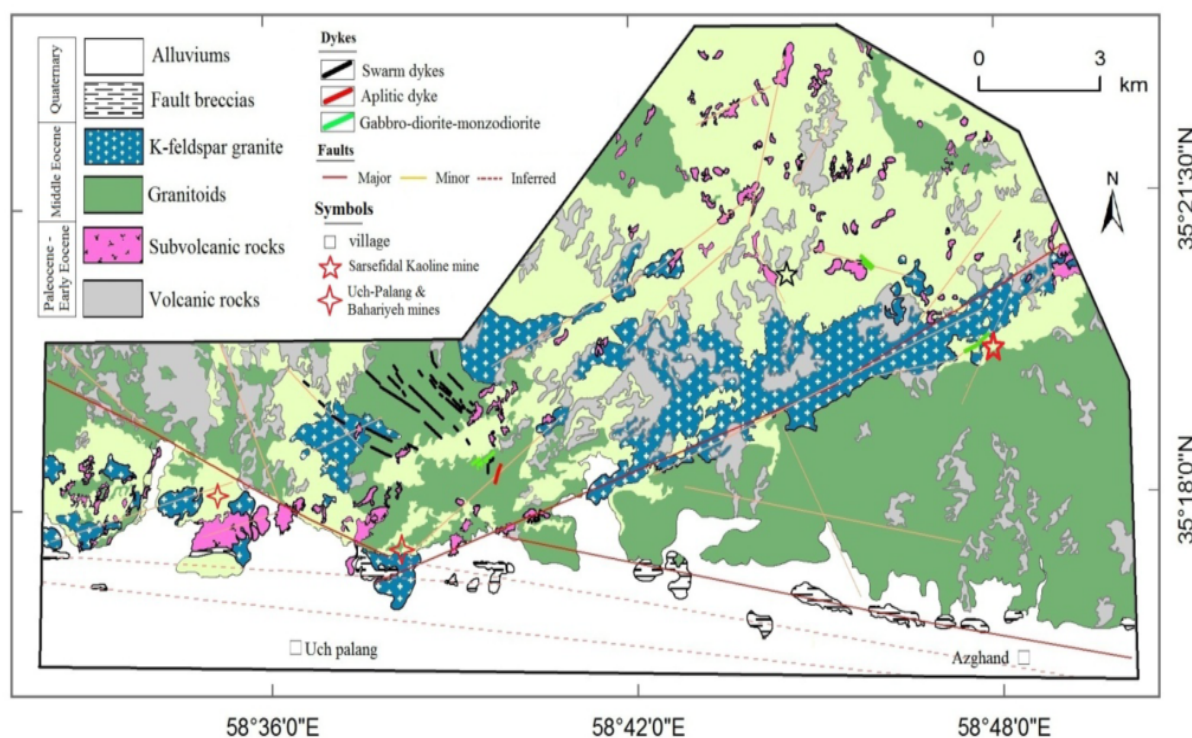 Quaternary
Middle Eocene
Paleocene -
Early Eocene
Alluviums
Fault breccias
K-feldspar granite
Granitoids
Subvolcanic rocks
Volcanic rocks
Dykes
Swarm dykes
Aplitic dyke
Gabbro-diorite-monzodiorite
Faults
Major Minor Inferred
Symbols
village
Sarsefidal Kaoline mine
Uch-Palang &
Bahariyeh mines
0 3
km
N
35°21'30"N
35°18'0"N
Uch palang
Azghand
58°36'0"E 58°42'0"E 58°48'0"E